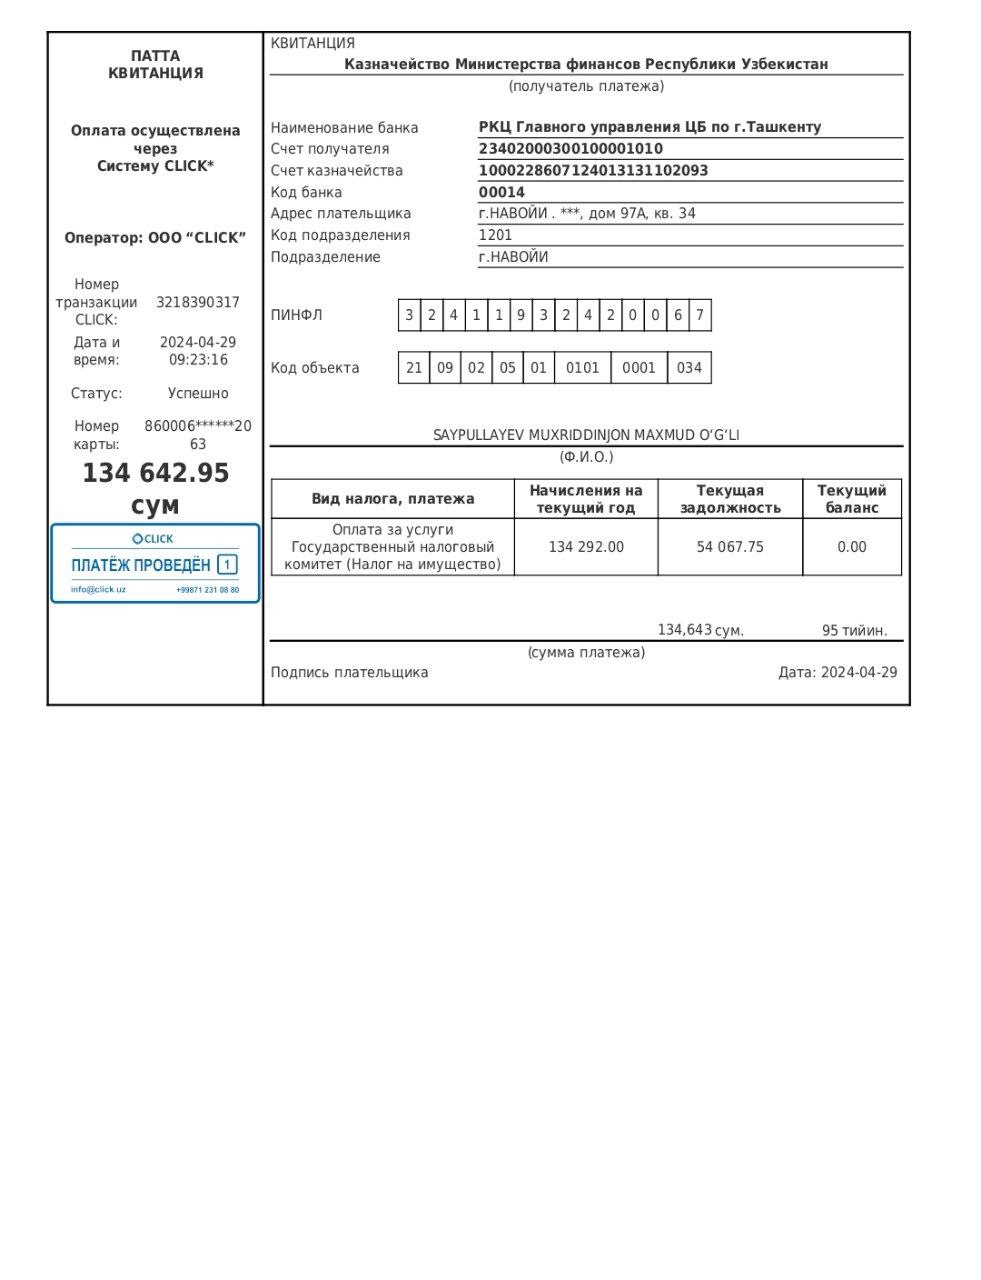 ПАТТА
КВИТАНЦИЯ
Оплата осуществлена
через
Систему CLICK*
Оператор: ООО “CLICK”
Номер
транзакции 3218390317
CLICK:
Дата и 2024-04-29
время: 09:23:16
Статус: Успешно
Номер 860006******20
карты: 63
134 642.95
сум
CLICK
ПЛАТЁЖ ПРОВЕДЁН 1
info@click.uz +99871 231 08 80
КВИТАНЦИЯ
Казначейство Министерства финансов Республики Узбекистан
(получатель платежа)
Наименование банка РКЦ Главного управления ЦБ по г.Ташкенту
Счет получателя 23402000300100001010
Счет казначейства 1000228607124013131102093
Код банка 00014
Адрес плательщика г.НАВОЙИ . ***, дом 97А, кв. 34
Код подразделения 1201
Подразделение г.НАВОЙИ
ПИНФЛ 3 2 4 1 1 9 3 2 4 2 0 0 6 7
Код объекта 21 09 02 05 01 0101 0001 034
SAYPULLAYEV MUXRIDDINJON MAXMUD O‘G‘LI
(Ф.И.О.)
Вид налога, платежа Начисления на текущий год Текущая задолжность Текущий баланс
Оплата за услуги
Государственный налоговый 134 292.00 54 067.75 0.00
комитет (Налог на имущество)
134,643 сум. 95 тийин.
(сумма платежа)
Подпись плательщика Дата: 2024-04-29